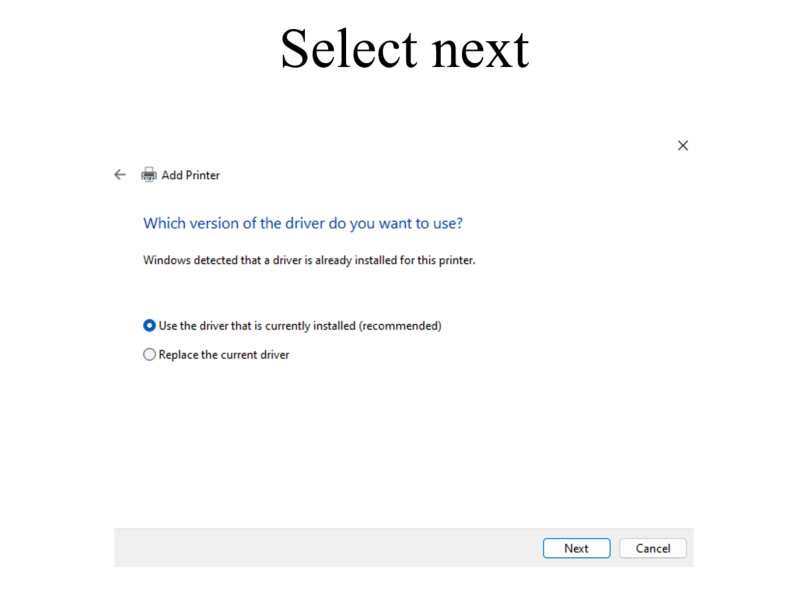 Select next
Add Printer
Which version of the driver do you want to use?
Windows detected that a driver is already installed for this printer.
Use the driver that is currently installed (recommended)
Replace the current driver
Next
Cancel